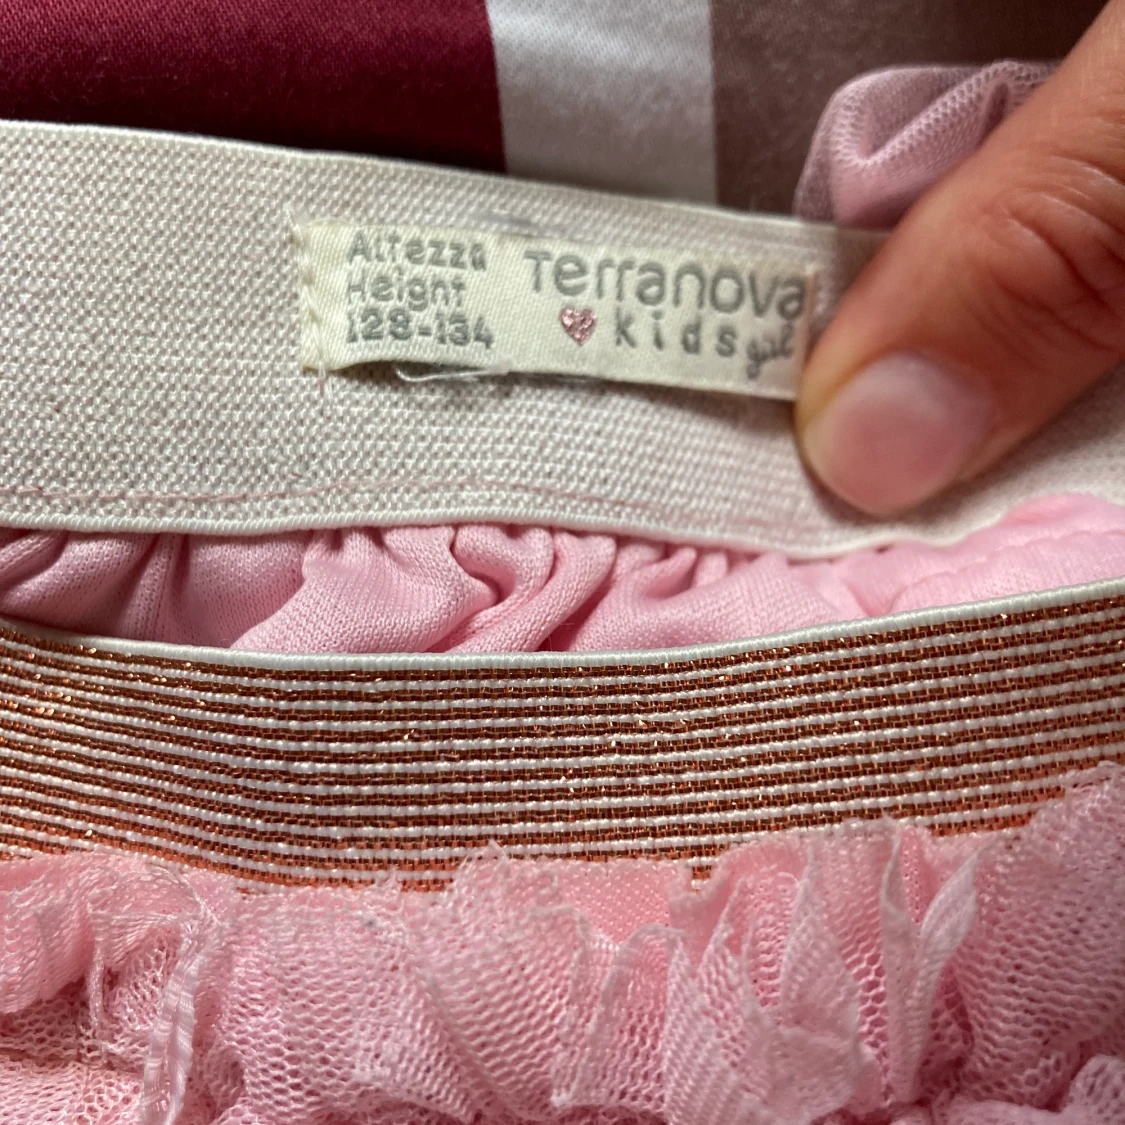 Altezza
Height
128-134
Terranova
kids girl